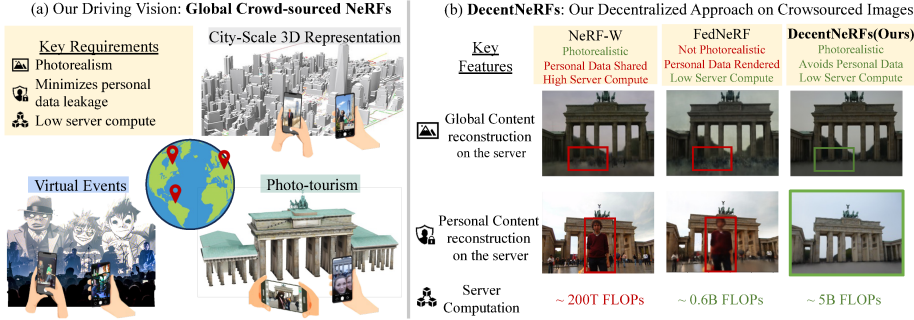 (a) Our Driving Vision: Global Crowd-sourced NeRFs
Key Requirements
Photorealism
Minimizes personal
data leakage
Low server compute
City-Scale 3D Representation
Virtual Events
Photo-tourism
(b) DecentNeRFs: Our Decentralized Approach on Crowsourced Images
Key
Features
NeRF-W
Photorealistic
Personal Data Shared
High Server Compute
FedNeRF
Not Photorealistic
Personal Data Rendered
Low Server Compute
DecentNeRFs(Ours)
Photorealistic
Avoids Personal Data
Low Server Compute
Global Content
reconstruction
on the server
Personal Content
reconstruction
on the server
Server
Computation
~ 200T FLOPs
~ 0.6B FLOPs
~ 5B FLOPs